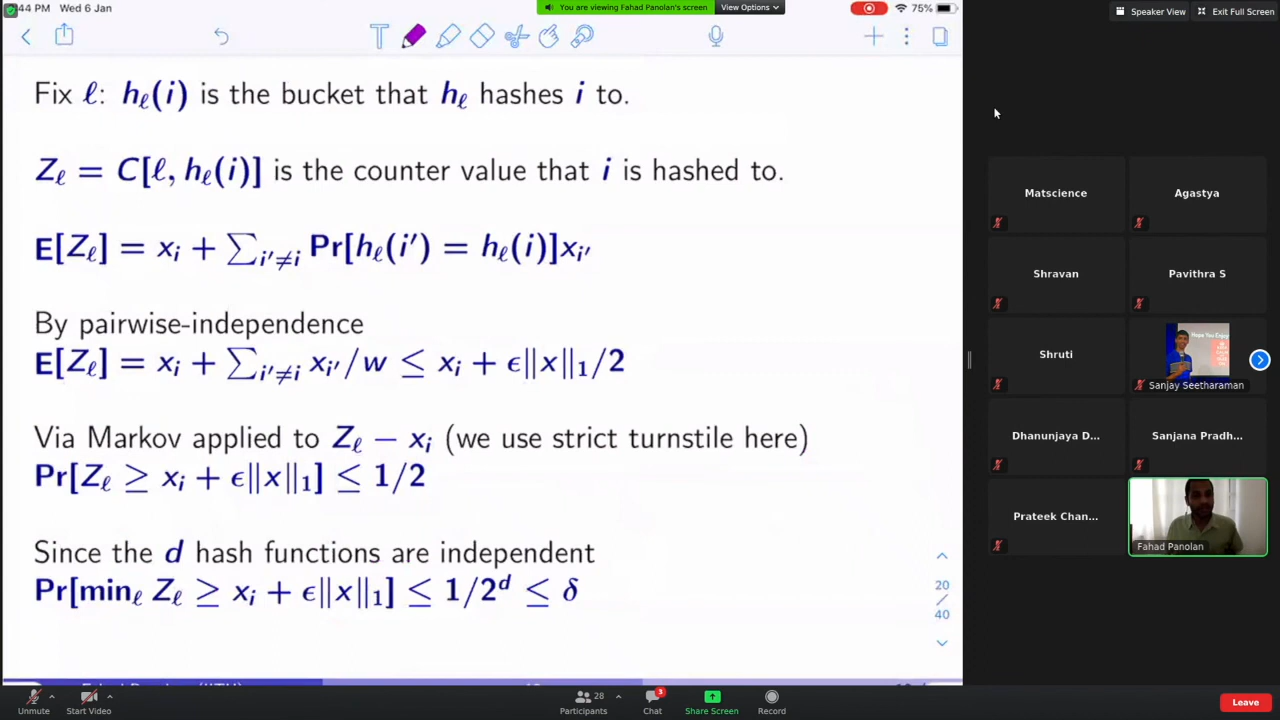 :44 PM Wed 6 Jan
You are viewing Fahad Panolan's screen
View Options
75%
Speaker View
Exit Full Screen
T
Fix ℓ: hℓ(i) is the bucket that hℓ hashes i to.
Zℓ = C[ℓ, hℓ(i)] is the counter value that i is hashed to.
E[Zℓ] = xᵢ + ∑_{i′≠i} Pr[hℓ(i′) = hℓ(i)]x_{i′}
By pairwise-independence
E[Zℓ] = xᵢ + ∑_{i′≠i} x_{i′}/w ≤ xᵢ + ϵ‖x‖₁/2
Via Markov applied to Zℓ − xᵢ (we use strict turnstile here)
Pr[Zℓ ≥ xᵢ + ϵ‖x‖₁] ≤ 1/2
Since the d hash functions are independent
Pr[minℓ Zℓ ≥ xᵢ + ϵ‖x‖₁] ≤ 1/2ᵈ ≤ δ
20
/
40
Matscience
Agastya
Shravan
Pavithra S
Shruti
Sanjay Seetharaman
Dhanunjaya D...
Sanjana Pradh...
Prateek Chan...
Fahad Panolan
Unmute
Start Video
28
Participants
3
Chat
Share Screen
Record
Leave